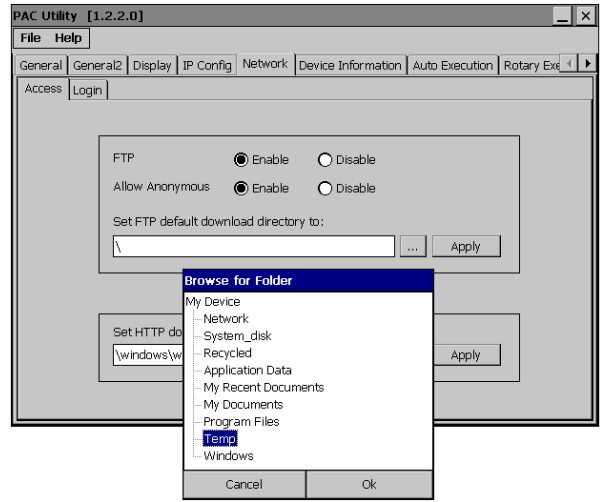 PAC Utility [1.2.2.0]
File Help
General General2 Display IP Config Network Device Information Auto Execution Rotary Exe
Access Login
FTP Enable Disable
Allow Anonymous Enable Disable
Set FTP default download directory to:
\ ... Apply
Browse for Folder
My Device
Network
System_disk
Recycled
Application Data
My Recent Documents
My Documents
Program Files
Temp
Windows
Cancel Ok
Set HTTP do
\windows\w Apply